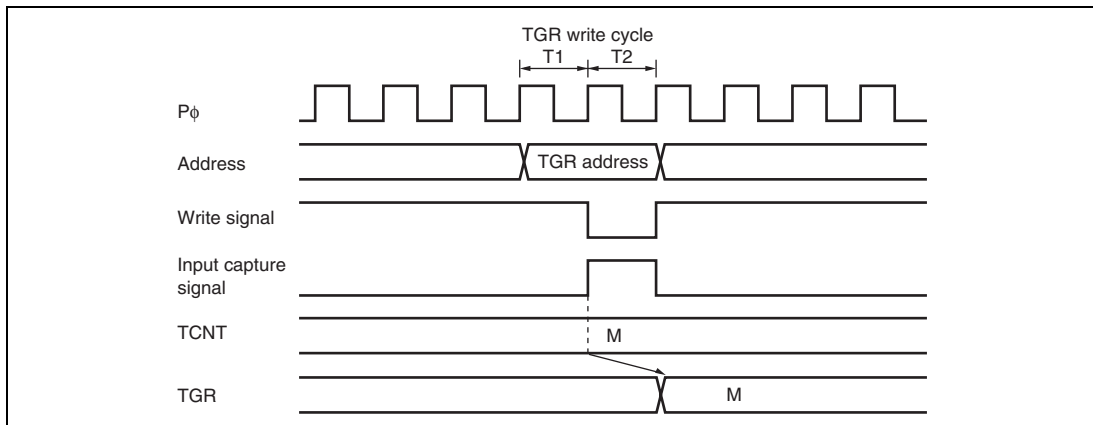 TGR write cycle
T1 T2
Pϕ
Address
TGR address
Write signal
Input capture
signal
TCNT
M
TGR
M